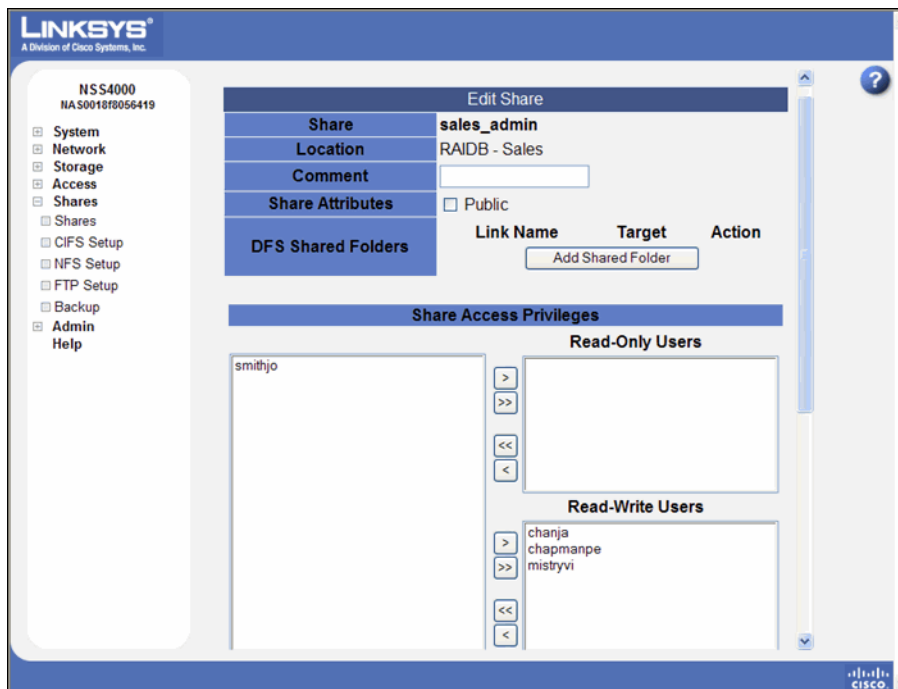 LINKSYS®
A Division of Cisco Systems, Inc.
NSS4000
NAS0018f8056419
System
Network
Storage
Access
Shares
Shares
CIFS Setup
NFS Setup
FTP Setup
Backup
Admin
Help
?
Edit Share
Share sales_admin
Location RAIDB - Sales
Comment
Share Attributes Public
DFS Shared Folders
Link Name Target Action
Add Shared Folder
Share Access Privileges
smithjo
Read-Only Users
>
>>
<<
<
Read-Write Users
>
>>
<<
<
chanja
chapmanpe
mistryvi
CISCO.